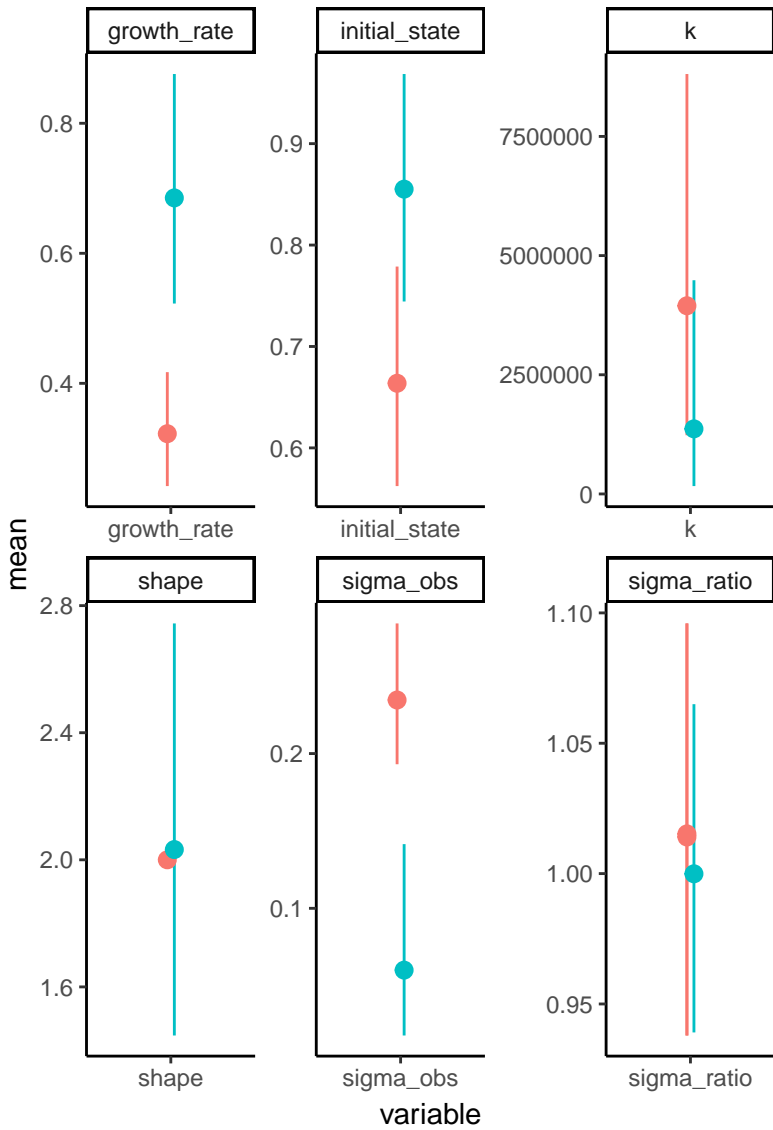 growth_rate
initial_state
k
0.8
0.6
0.4
0.9
0.8
0.7
0.6
7500000
5000000
2500000
0
growth_rate
initial_state
k
mean
shape
sigma_obs
sigma_ratio
2.8
2.4
2.0
1.6
0.2
0.1
1.10
1.05
1.00
0.95
shape
sigma_obs
sigma_ratio
variable